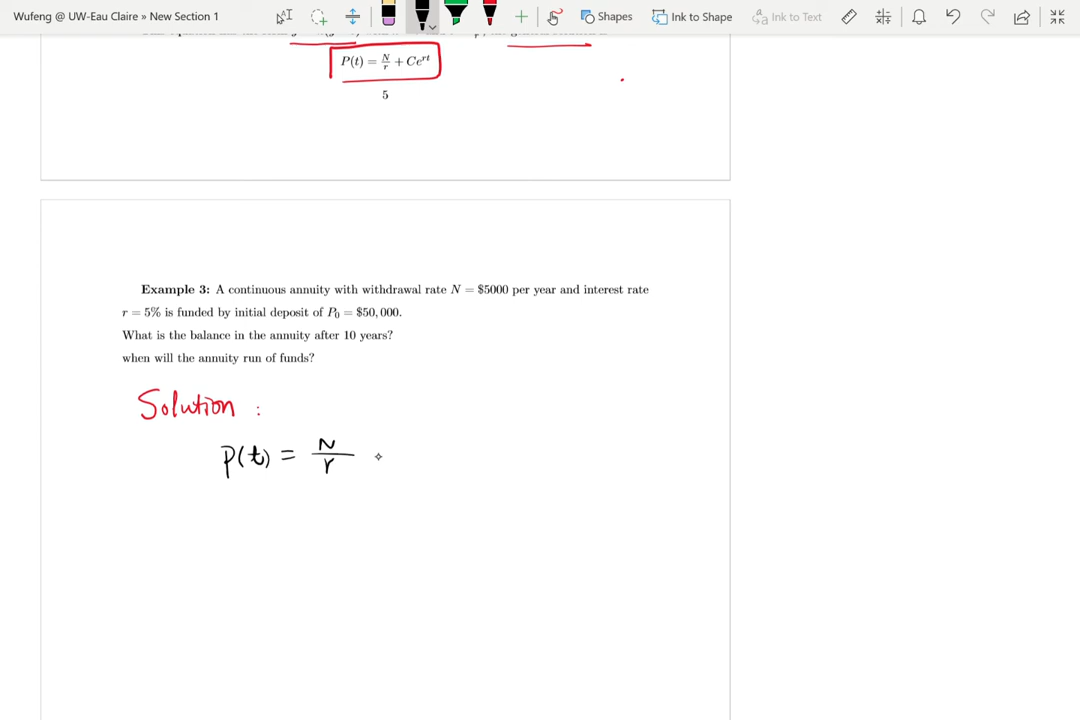 Wufeng @ UW-Eau Claire » New Section 1
Shapes
Ink to Shape
Ink to Text
P(t) = N/r + Ce^{rt}
5
Example 3: A continuous annuity with withdrawal rate N = $5000 per year and interest rate
r = 5% is funded by initial deposit of P₀ = $50,000.
What is the balance in the annuity after 10 years?
when will the annuity run of funds?
Solution :
P(t) = N/r